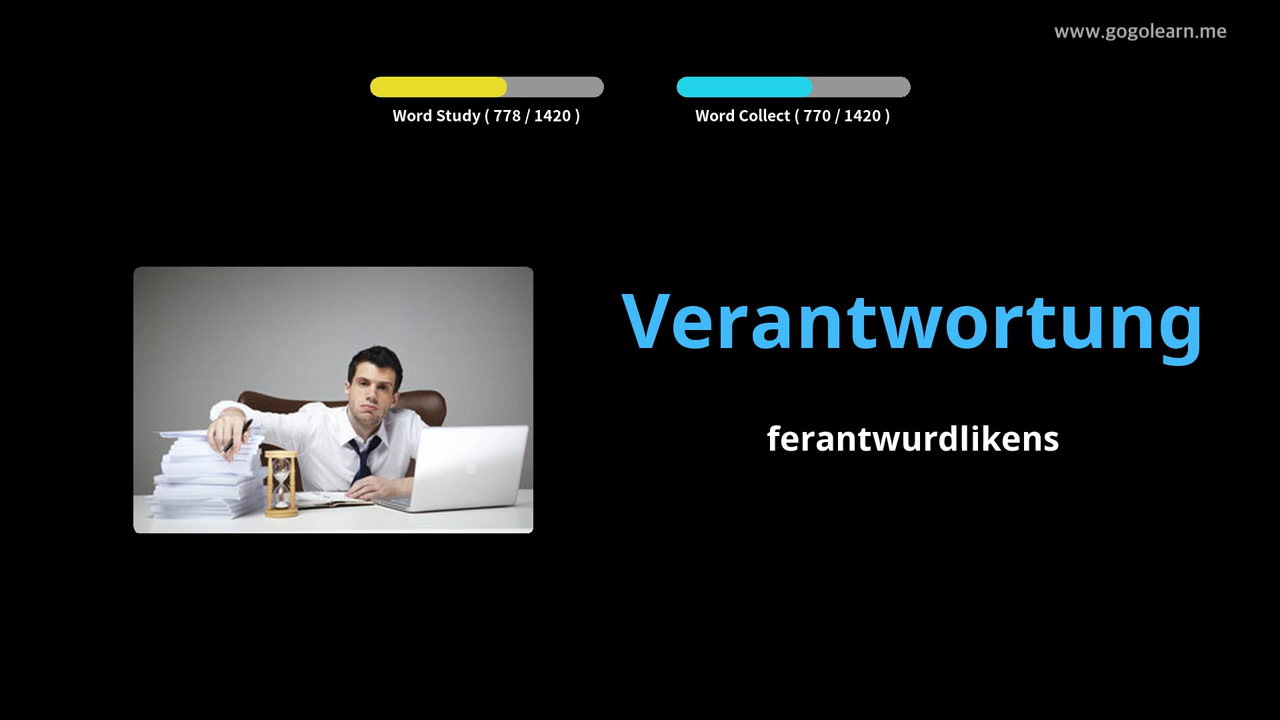 www.gogolearn.me
Word Study ( 778 / 1420 )
Word Collect ( 770 / 1420 )
Verantwortung
ferantwurdlikens